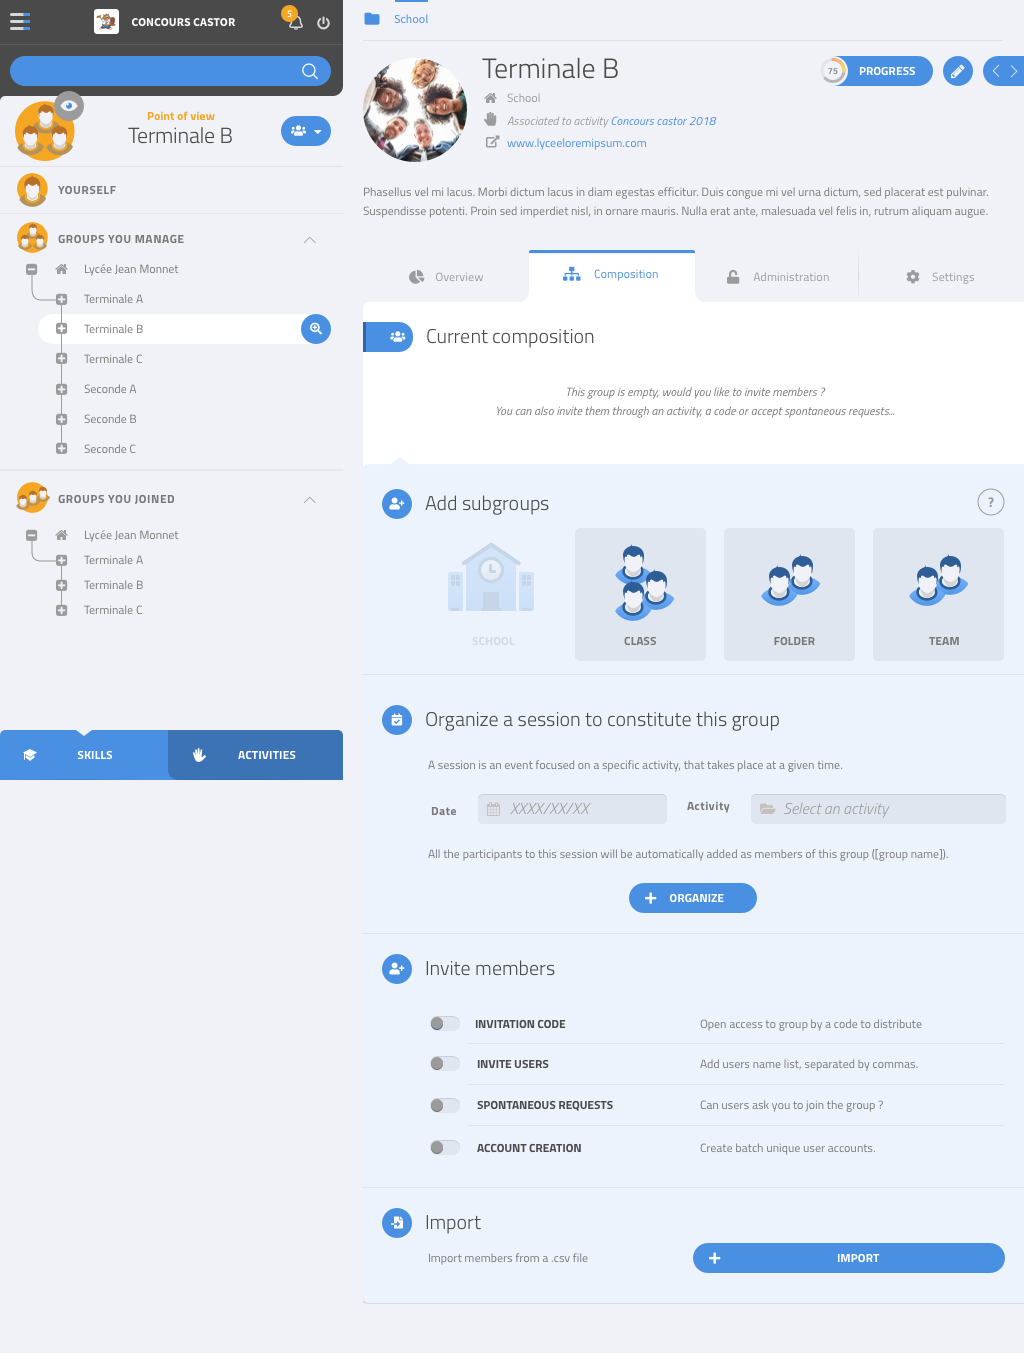 CONCOURS CASTOR
5
Point of view
Terminale B
YOURSELF
GROUPS YOU MANAGE
Lycée Jean Monnet
Terminale A
Terminale B
Terminale C
Seconde A
Seconde B
Seconde C
GROUPS YOU JOINED
Lycée Jean Monnet
Terminale A
Terminale B
Terminale C
SKILLS
ACTIVITIES
School
Terminale B
75
PROGRESS
School
Associated to activity Concours castor 2018
www.lyceeloremipsum.com
Phasellus vel mi lacus. Morbi dictum lacus in diam egestas efficitur. Duis congue mi vel urna dictum, sed placerat est pulvinar.
Suspendisse potenti. Proin sed imperdiet nisl, in ornare mauris. Nulla erat ante, malesuada vel felis in, rutrum aliquam augue.
Overview
Composition
Administration
Settings
Current composition
This group is empty, would you like to invite members ?
You can also invite them through an activity, a code or accept spontaneous requests...
Add subgroups
?
SCHOOL
CLASS
FOLDER
TEAM
Organize a session to constitute this group
A session is an event focused on a specific activity, that takes place at a given time.
Date
XXXX/XX/XX
Activity
Select an activity
All the participants to this session will be automatically added as members of this group ([group name]).
ORGANIZE
Invite members
INVITATION CODE
Open access to group by a code to distribute
INVITE USERS
Add users name list, separated by commas.
SPONTANEOUS REQUESTS
Can users ask you to join the group ?
ACCOUNT CREATION
Create batch unique user accounts.
Import
Import members from a .csv file
IMPORT